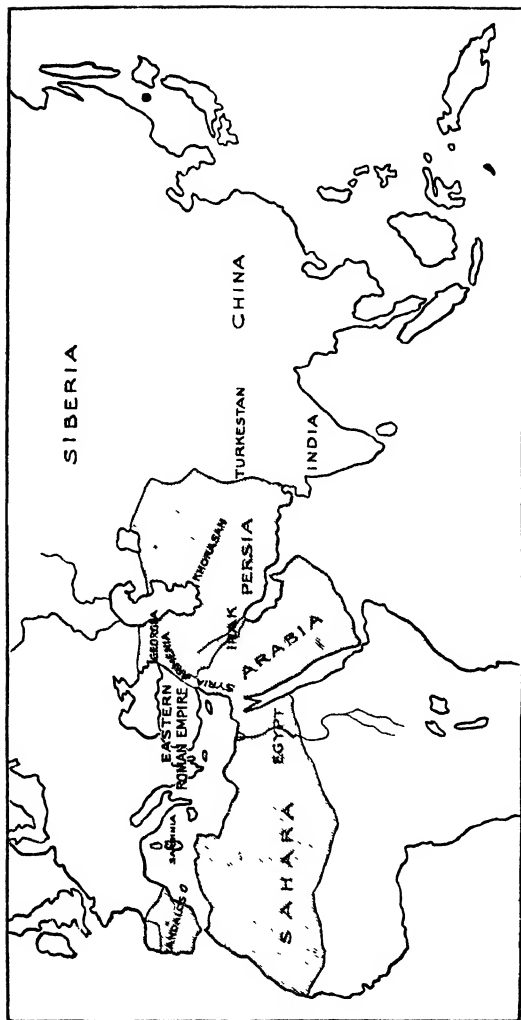 SIBERIA
CHINA
TURKESTAN
INDIA
GEORGIA
KHORASAN
PERSIA
IRAK
ARMENIA
SYRIA
ARABIA
EASTERN
ROMAN EMPIRE
EGYPT
SARDINIA
ANDALUS
SAHARA